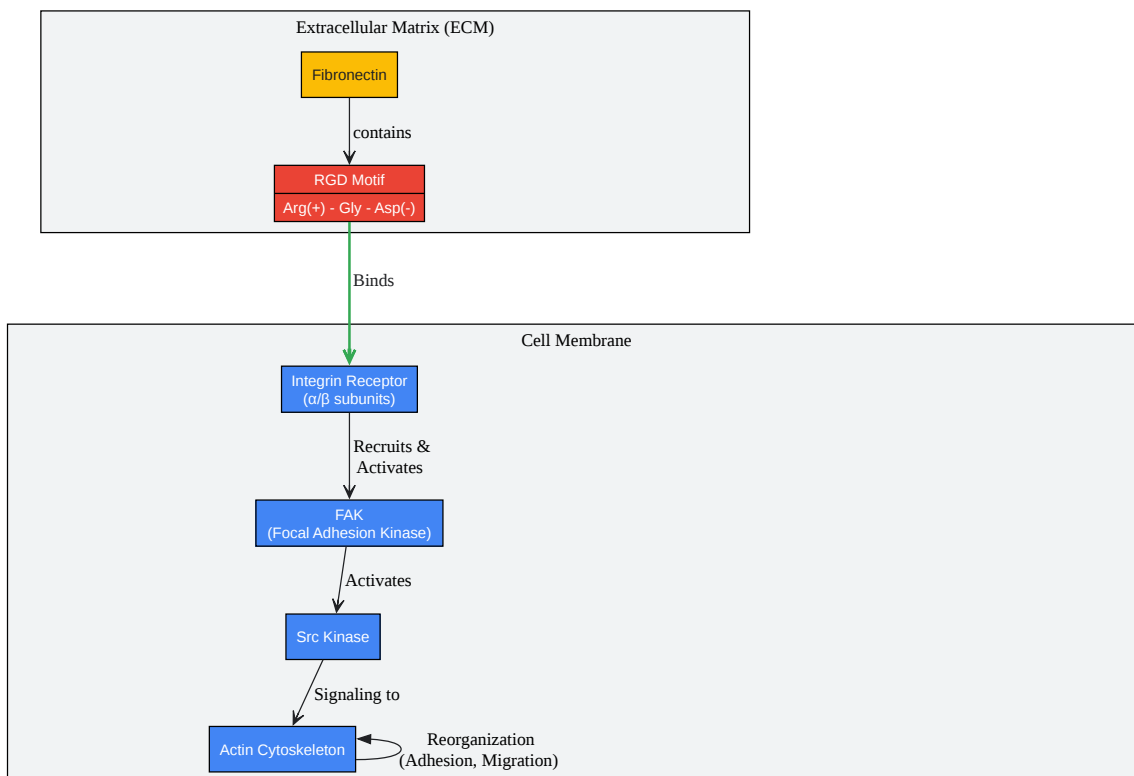 Extracellular Matrix (ECM)
Fibronectin
contains
RGD Motif
Arg(+) - Gly - Asp(-)
Binds
Cell Membrane
Integrin Receptor
(α/β subunits)
Recruits &
Activates
FAK
(Focal Adhesion Kinase)
Activates
Src Kinase
Signaling to
Actin Cytoskeleton
Reorganization
(Adhesion, Migration)